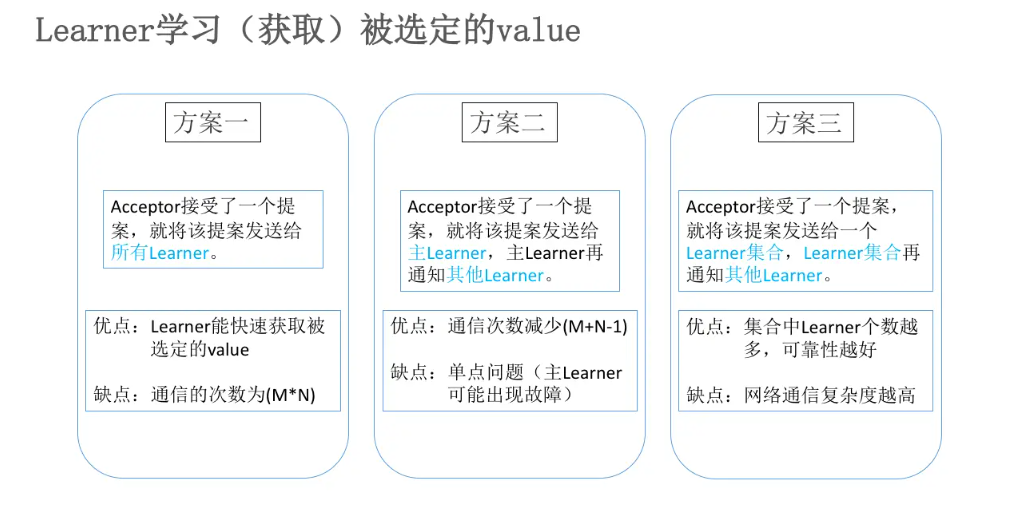 Learner学习（获取）被选定的value
方案一
Acceptor接受了一个提
案，就将该提案发送给
所有Learner。
优点：Learner能快速获取被
选定的value
缺点：通信的次数为(M*N)
方案二
Acceptor接受了一个提
案，就将该提案发送给
主Learner，主Learner再
通知其他Learner。
优点：通信次数减少(M+N-1)
缺点：单点问题（主Learner
可能出现故障）
方案三
Acceptor接受了一个提案，
就将该提案发送给一个
Learner集合，Learner集合再
通知其他Learner。
优点：集合中Learner个数越
多，可靠性越好
缺点：网络通信复杂度越高